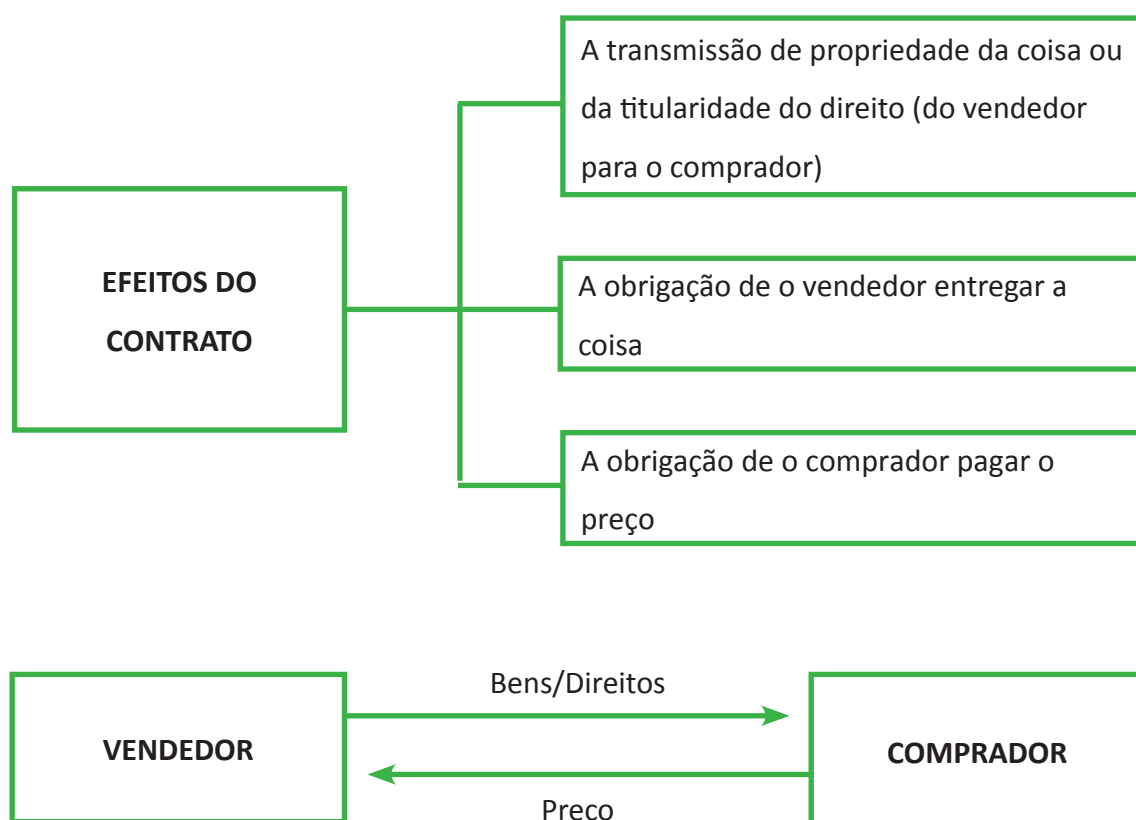 A transmissão de propriedade da coisa ou
da titularidade do direito (do vendedor
para o comprador)
EFEITOS DO
CONTRATO
A obrigação de o vendedor entregar a
coisa
A obrigação de o comprador pagar o
preço
Bens/Direitos
VENDEDOR
COMPRADOR
Preço